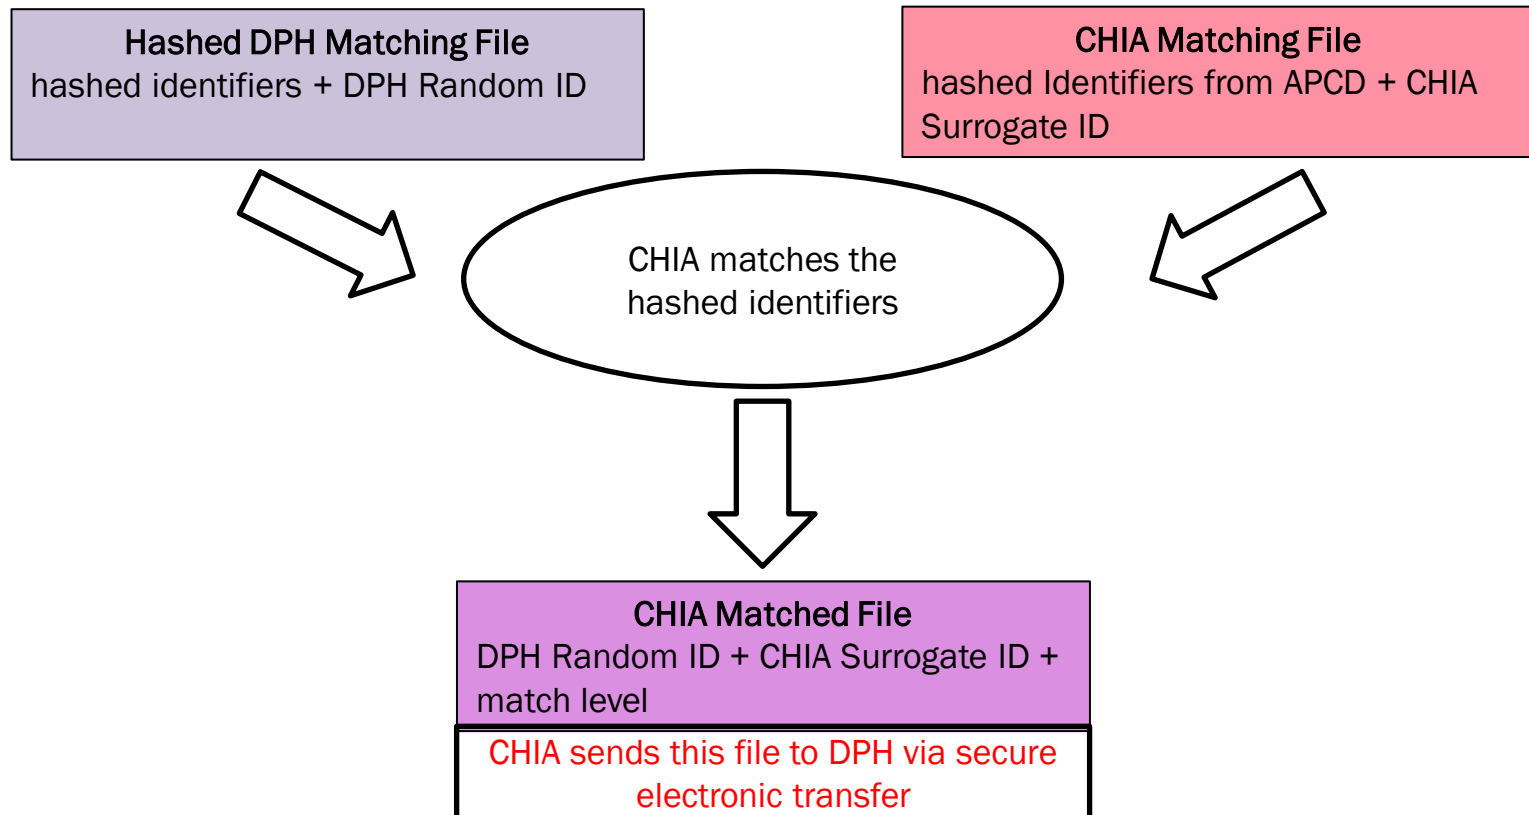 Hashed DPH Matching File
hashed identifiers + DPH Random ID
CHIA Matching File
hashed Identifiers from APCD + CHIA
Surrogate ID
CHIA matches the
hashed identifiers
CHIA Matched File
DPH Random ID + CHIA Surrogate ID +
match level
CHIA sends this file to DPH via secure
electronic transfer